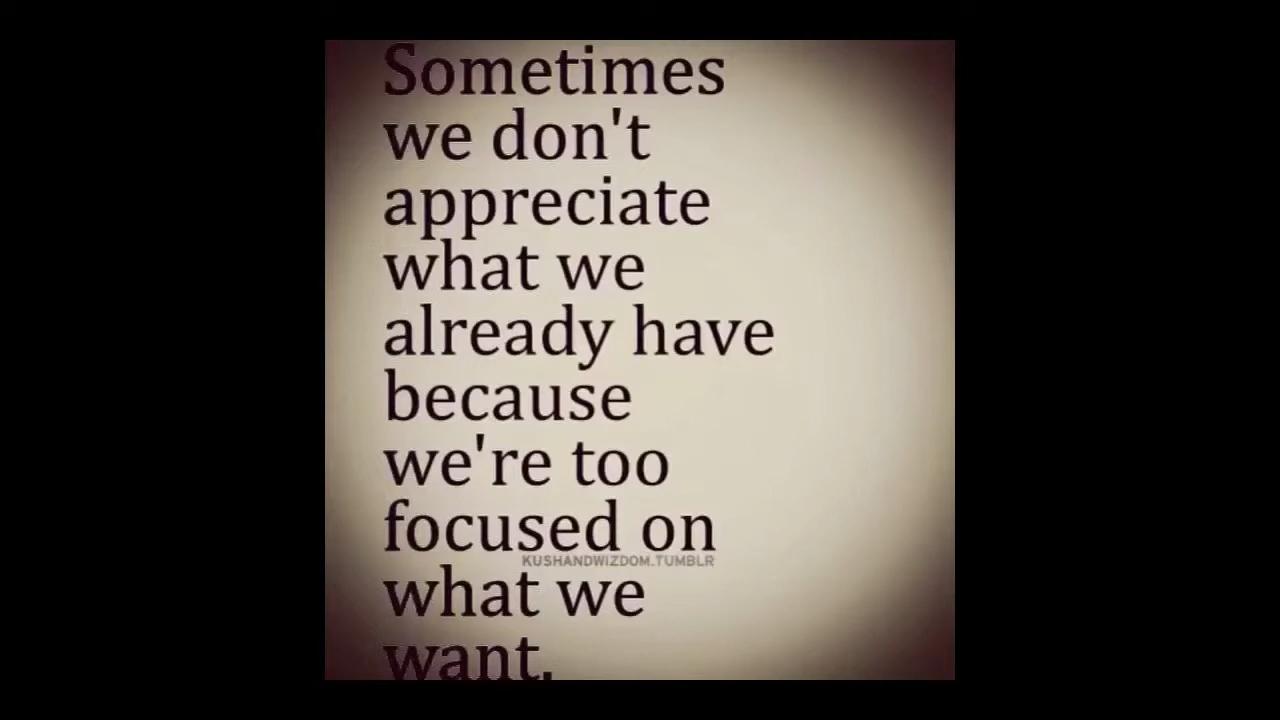 Sometimes
we don't
appreciate
what we
already have
because
we're too
focused on
KUSHANDWIZDOM.TUMBLR
what we
want.